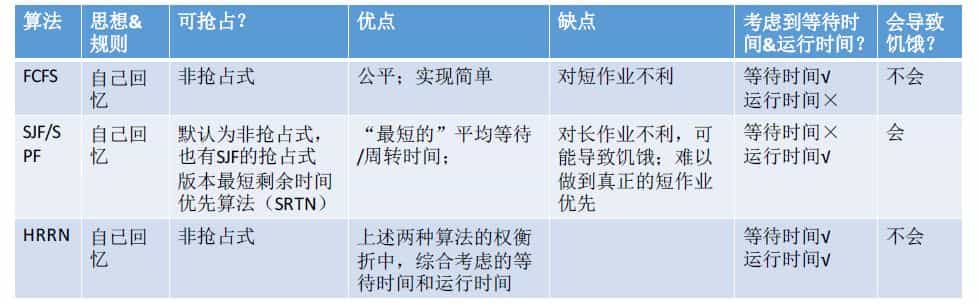 算法
思想&
规则
可抢占？
优点
缺点
考虑到等待时
间&运行时间？
会导致
饥饿？
FCFS
自己回
忆
非抢占式
公平；实现简单
对短作业不利
等待时间√
运行时间×
不会
SJF/S
PF
自己回
忆
默认为非抢占式，
也有SJF的抢占式
版本最短剩余时间
优先算法（SRTN）
“最短的”平均等待
/周转时间；
对长作业不利，可
能导致饥饿；难以
做到真正的短作业
优先
等待时间×
运行时间√
会
HRRN
自己回
忆
非抢占式
上述两种算法的权衡
折中，综合考虑的等
待时间和运行时间
等待时间√
运行时间√
不会